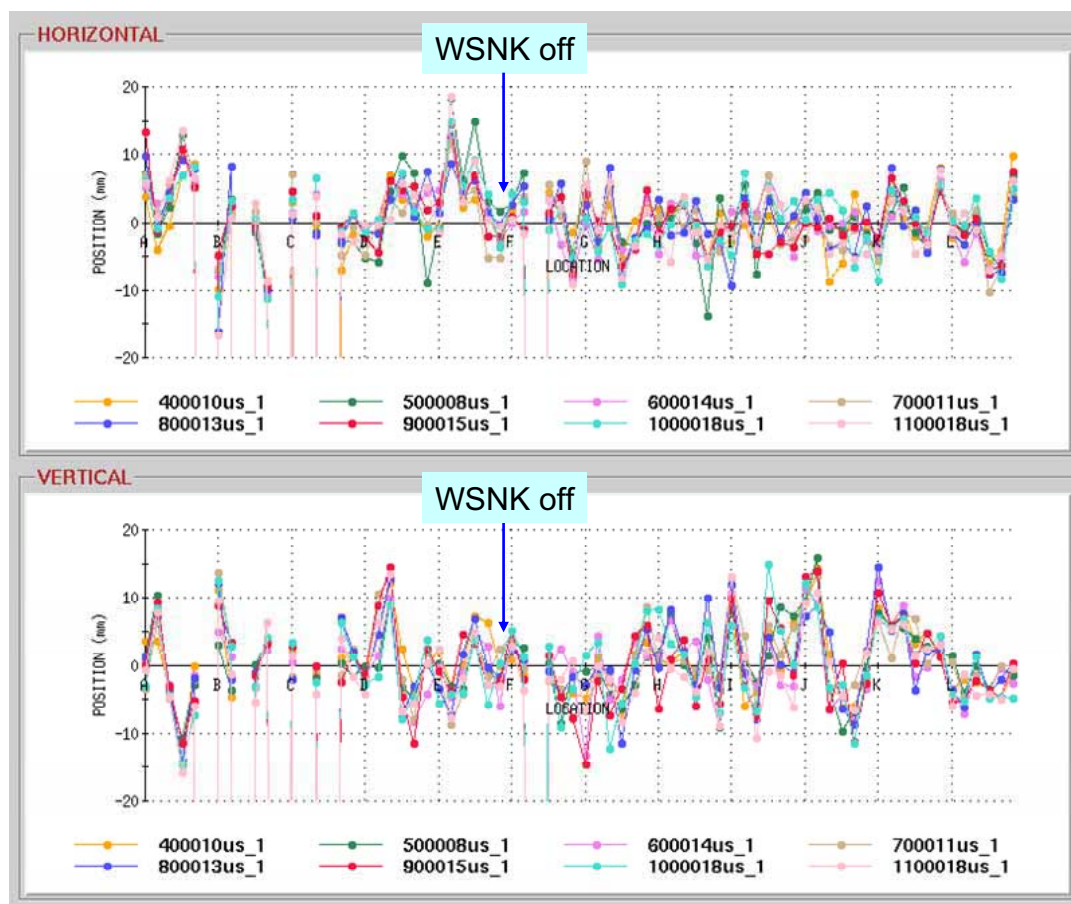 HORIZONTAL
WSNK off
20
10
0
-10
-20
POSITION (mm)
A B C D E F G H I J K L
LOCATION
400010us_1 500008us_1 600014us_1 700011us_1
800013us_1 900015us_1 1000018us_1 1100018us_1
VERTICAL
WSNK off
20
10
0
-10
-20
POSITION (mm)
A B C D E F G H I J K L
LOCATION
400010us_1 500008us_1 600014us_1 700011us_1
800013us_1 900015us_1 1000018us_1 1100018us_1